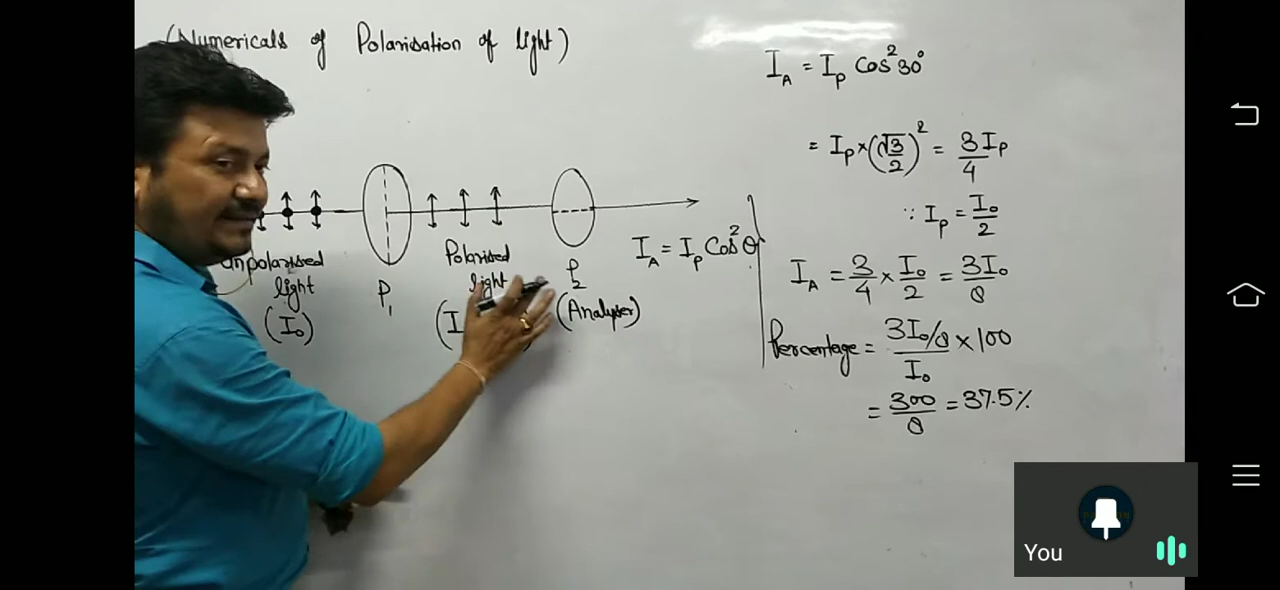 (Numericals of Polarisation of light)
Unpolarised
light
(I₀)
P₁
Polarised
light
(I
P₂
(Analyser)
I_A = I_P Cos²θ
I_A = I_P Cos²30°
= I_P × (√3/2)² = 3I_P/4
∵ I_P = I₀/2
I_A = 3/4 × I₀/2 = 3I₀/8
Percentage = 3I₀/8 / I₀ × 100
= 300/8 = 37.5%
You